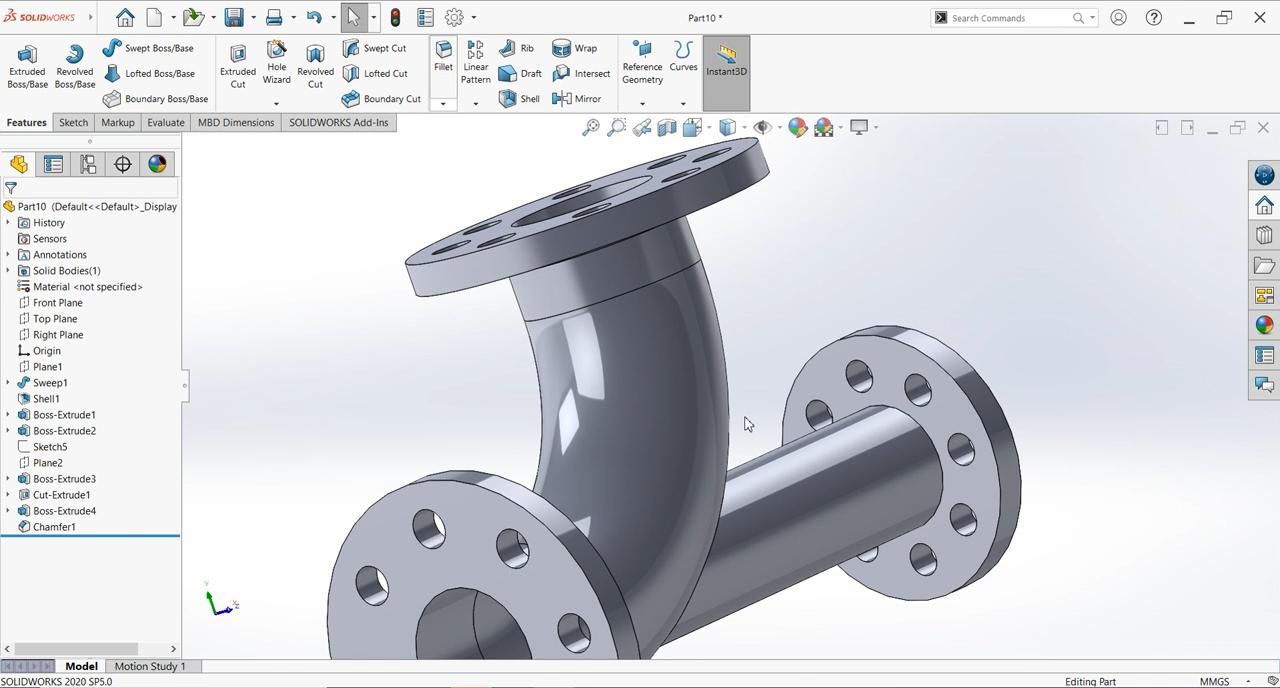 SOLIDWORKS
Part10 *
Search Commands
Extruded Boss/Base
Revolved Boss/Base
Swept Boss/Base
Lofted Boss/Base
Boundary Boss/Base
Extruded Cut
Hole Wizard
Revolved Cut
Swept Cut
Lofted Cut
Boundary Cut
Fillet
Linear Pattern
Rib
Draft
Shell
Wrap
Intersect
Mirror
Reference Geometry
Curves
Instant3D
Features
Sketch
Markup
Evaluate
MBD Dimensions
SOLIDWORKS Add-Ins
Part10 (Default<<Default>_Display
History
Sensors
Annotations
Solid Bodies(1)
Material <not specified>
Front Plane
Top Plane
Right Plane
Origin
Plane1
Sweep1
Shell1
Boss-Extrude1
Boss-Extrude2
Sketch5
Plane2
Boss-Extrude3
Cut-Extrude1
Boss-Extrude4
Chamfer1
Model
Motion Study 1
SOLIDWORKS 2020 SP5.0
Editing Part
MMGS